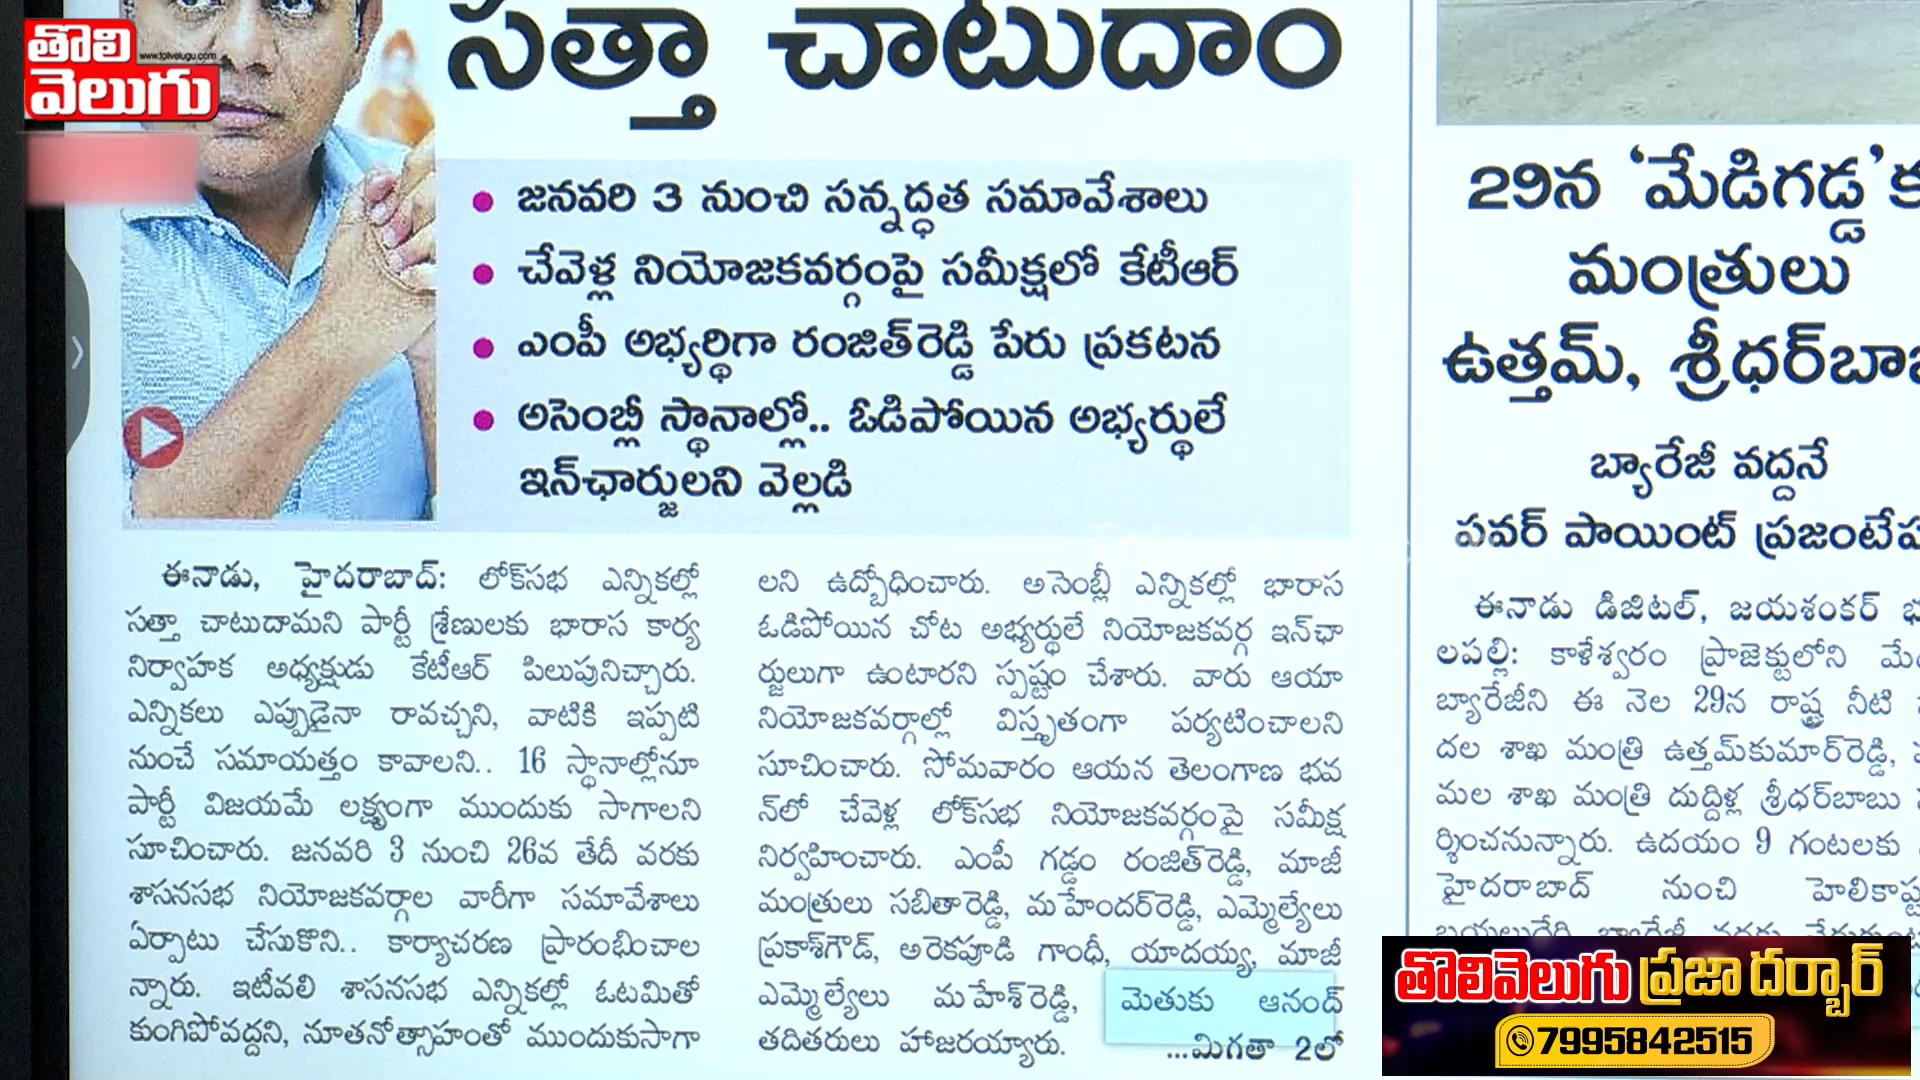 తొలి
వెలుగు
www.tolivelugu.com
సత్తా చాటుదాం
• జనవరి 3 నుంచి సన్నద్ధత సమావేశాలు
• చేవెళ్ల నియోజకవర్గంపై సమీక్షలో కేటీఆర్
• ఎంపీ అభ్యర్థిగా రంజిత్‌రెడ్డి పేరు ప్రకటన
• అసెంబ్లీ స్థానాల్లో.. ఓడిపోయిన అభ్యర్థులే
ఇన్‌ఛార్జులని వెల్లడి
ఈనాడు, హైదరాబాద్: లోక్‌సభ ఎన్నికల్లో
సత్తా చాటుదామని పార్టీ శ్రేణులకు భారాస కార్య
నిర్వాహక అధ్యక్షుడు కేటీఆర్ పిలుపునిచ్చారు.
ఎన్నికలు ఎప్పుడైనా రావచ్చని, వాటికి ఇప్పటి
నుంచే సమాయత్తం కావాలని.. 16 స్థానాల్లోనూ
పార్టీ విజయమే లక్ష్యంగా ముందుకు సాగాలని
సూచించారు. జనవరి 3 నుంచి 26వ తేదీ వరకు
శాసనసభ నియోజకవర్గాల వారీగా సమావేశాలు
ఏర్పాటు చేసుకొని.. కార్యాచరణ ప్రారంభించాల
న్నారు. ఇటీవలి శాసనసభ ఎన్నికల్లో ఓటమితో
కుంగిపోవద్దని, నూతనోత్సాహంతో ముందుకుసాగా
లని ఉద్బోధించారు. అసెంబ్లీ ఎన్నికల్లో భారాస
ఓడిపోయిన చోట అభ్యర్థులే నియోజకవర్గ ఇన్‌ఛా
ర్జులుగా ఉంటారని స్పష్టం చేశారు. వారు ఆయా
నియోజకవర్గాల్లో విస్తృతంగా పర్యటించాలని
సూచించారు. సోమవారం ఆయన తెలంగాణ భవ
న్‌లో చేవెళ్ల లోక్‌సభ నియోజకవర్గంపై సమీక్ష
నిర్వహించారు. ఎంపీ గడ్డం రంజిత్‌రెడ్డి, మాజీ
మంత్రులు సబితారెడ్డి, మహేందర్‌రెడ్డి, ఎమ్మెల్యేలు
ప్రకాశ్‌గౌడ్, అరెకపూడి గాంధీ, యాదయ్య, మాజీ
ఎమ్మెల్యేలు మహేశ్‌రెడ్డి, మెతుకు ఆనంద్
తదితరులు హాజరయ్యారు. ...మిగతా 2లో
29న ‘మేడిగడ్డ’కు
మంత్రులు
ఉత్తమ్, శ్రీధర్‌బాబు
బ్యారేజీ వద్దనే
పవర్ పాయింట్ ప్రజంటే
ఈనాడు డిజిటల్, జయశంకర్ భూ
లపల్లి: కాళేశ్వరం ప్రాజెక్టులోని మే
బ్యారేజీని ఈ నెల 29న రాష్ట్ర నీటి
దల శాఖ మంత్రి ఉత్తమ్‌కుమార్‌రెడ్డి,
మల శాఖ మంత్రి దుద్దిళ్ల శ్రీధర్‌బాబు
ర్శించనున్నారు. ఉదయం 9 గంటలకు
హైదరాబాద్ నుంచి హెలికాప్ట
తొలివెలుగు ప్రజా దర్బార్
7995842515